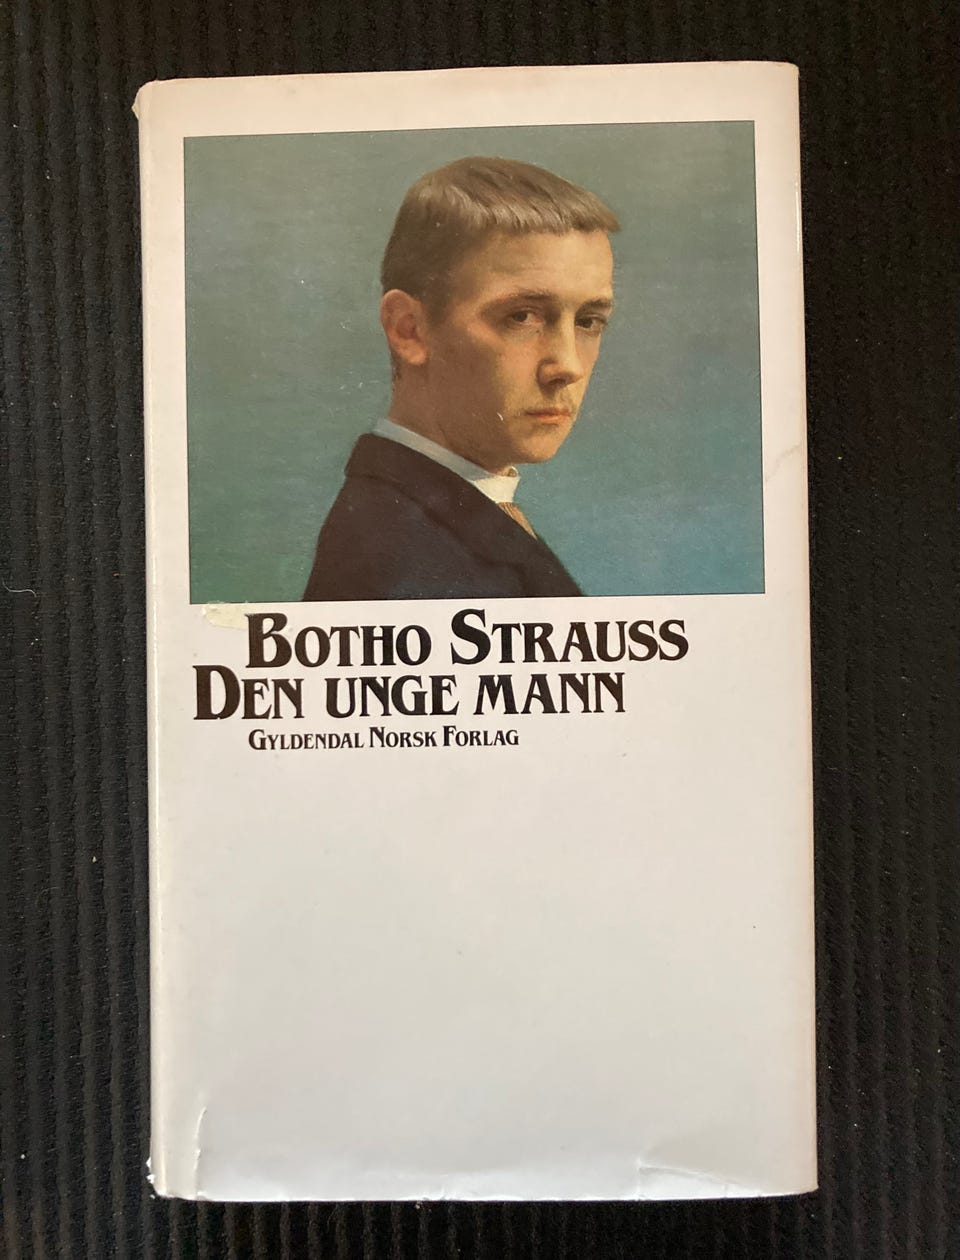 Botho Strauss
Den unge mann
Gyldendal Norsk Forlag